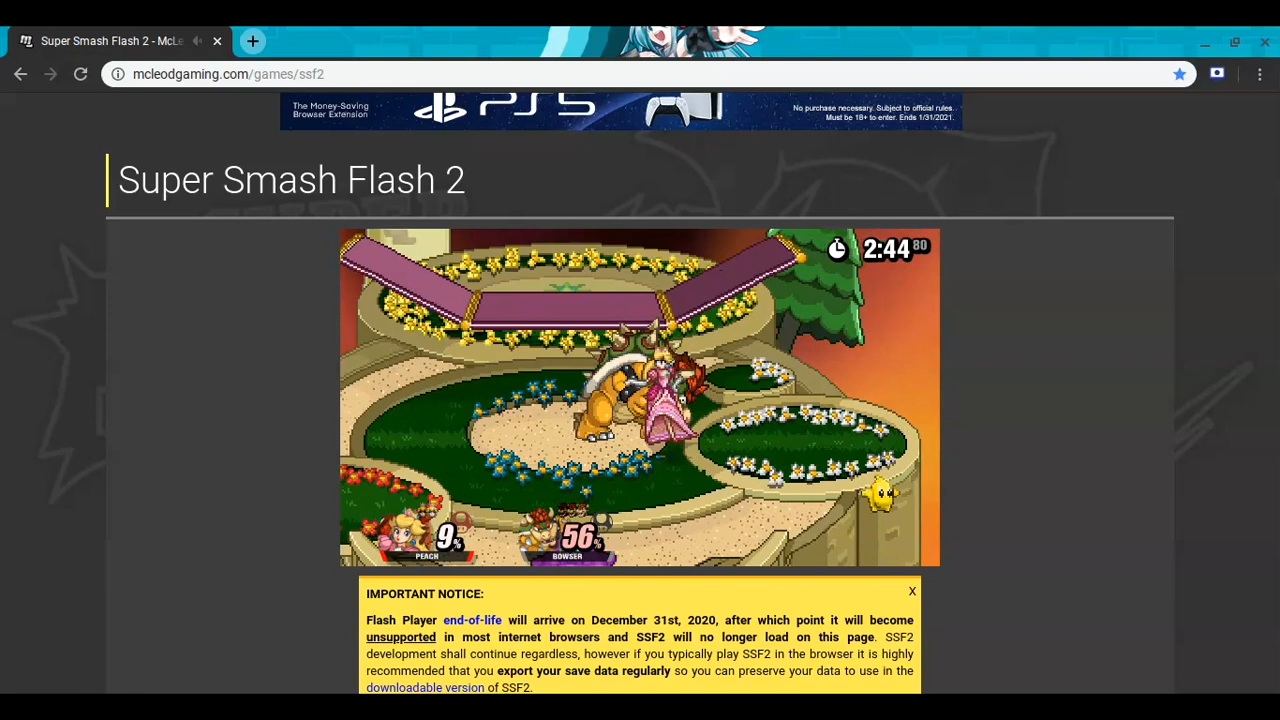 Super Smash Flash 2 - McLe
mcleodgaming.com/games/ssf2
The Money-Saving
Browser Extension
PS5
No purchase necessary. Subject to official rules.
Must be 18+ to enter. Ends 1/31/2021.
Super Smash Flash 2
2:44 80
9%
PEACH
56%
BOWSER
IMPORTANT NOTICE:
X
Flash Player end-of-life will arrive on December 31st, 2020, after which point it will become
unsupported in most internet browsers and SSF2 will no longer load on this page. SSF2
development shall continue regardless, however if you typically play SSF2 in the browser it is highly
recommended that you export your save data regularly so you can preserve your data to use in the
downloadable version of SSF2.